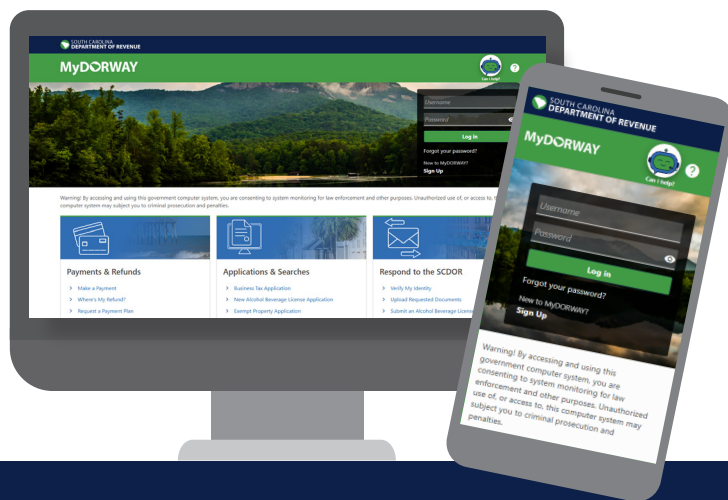 SOUTH CAROLINA
DEPARTMENT OF REVENUE
MyDORWAY
Can I help?
?
Username
Password
Log in
Forgot your password?
New to MyDORWAY?
Sign Up
Warning! By accessing and using this government computer system, you are consenting to system monitoring for law enforcement and other purposes. Unauthorized use of, or access to,
computer system may subject you to criminal prosecution and penalties.
Payments & Refunds
> Make a Payment
> Where's My Refund?
> Request a Payment Plan
Applications & Searches
> Business Tax Application
> New Alcohol Beverage License Application
> Exempt Property Application
Respond to the SCDOR
> Verify My Identity
> Upload Requested Documents
> Submit an Alcohol Beverage License
SOUTH CAROLINA
DEPARTMENT OF REVENUE
MyDORWAY
Can I help?
?
Username
Password
Log in
Forgot your password?
New to MyDORWAY?
Sign Up
Warning! By accessing and using this
government computer system, you are
consenting to system monitoring for law
enforcement and other purposes. Unauthorized
use of, or access to, this computer system may
subject you to criminal prosecution and
penalties.